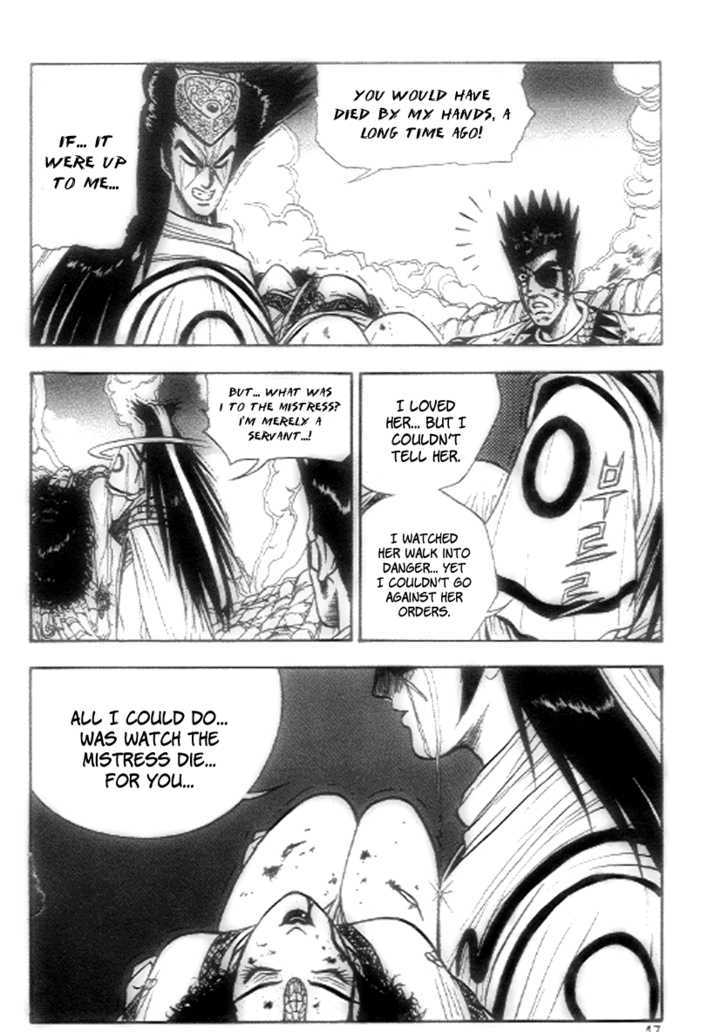 IF... IT
WERE UP
TO ME...
YOU WOULD HAVE
DIED BY MY HANDS, A
LONG TIME AGO!
BUT... WHAT WAS
I TO THE MISTRESS?
I'M MERELY A
SERVANT...!
I LOVED
HER... BUT I
COULDN'T
TELL HER.
I WATCHED
HER WALK INTO
DANGER... YET
I COULDN'T GO
AGAINST HER
ORDERS.
부르르
ALL I COULD DO...
WAS WATCH THE
MISTRESS DIE...
FOR YOU...